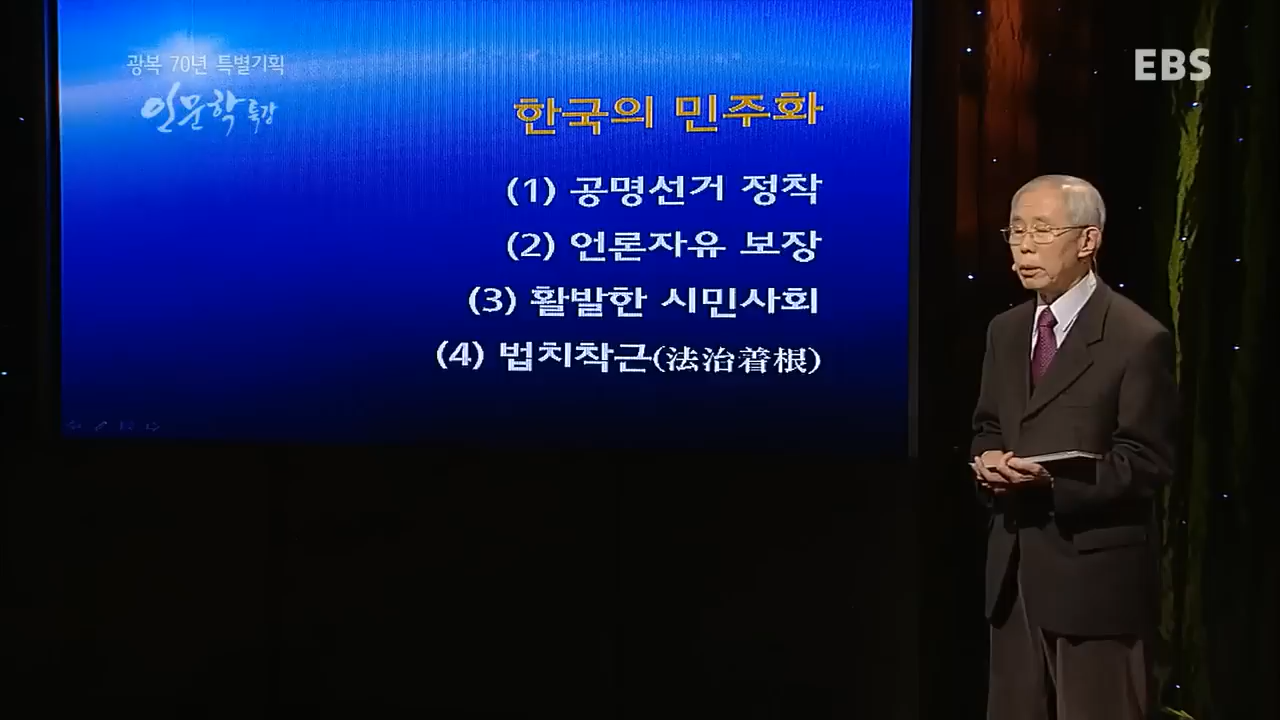 광복 70년 특별기획
인문학 특강
EBS
한국의 민주화
(1) 공명선거 정착
(2) 언론자유 보장
(3) 활발한 시민사회
(4) 법치착근(法治着根)